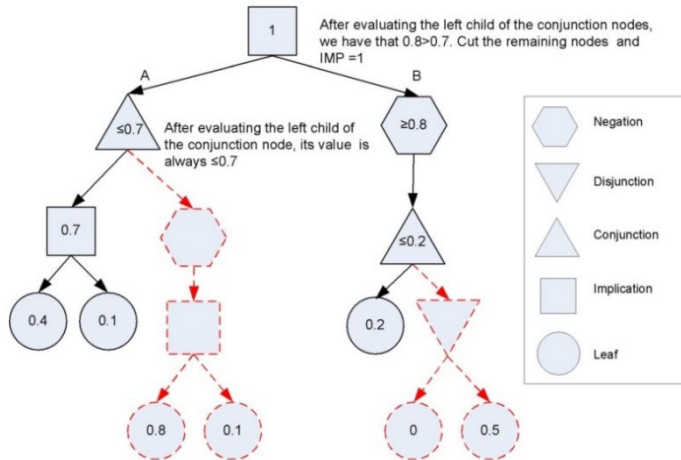 1
After evaluating the left child of the conjunction nodes,
we have that 0.8>0.7. Cut the remaining nodes and
IMP =1
A
B
≤0.7
After evaluating the left child of
the conjunction node, its value is
always ≤0.7
≥0.8
Negation
Disjunction
0.7
≤0.2
Conjunction
Implication
0.4
0.1
0.2
Leaf
0.8
0.1
0
0.5